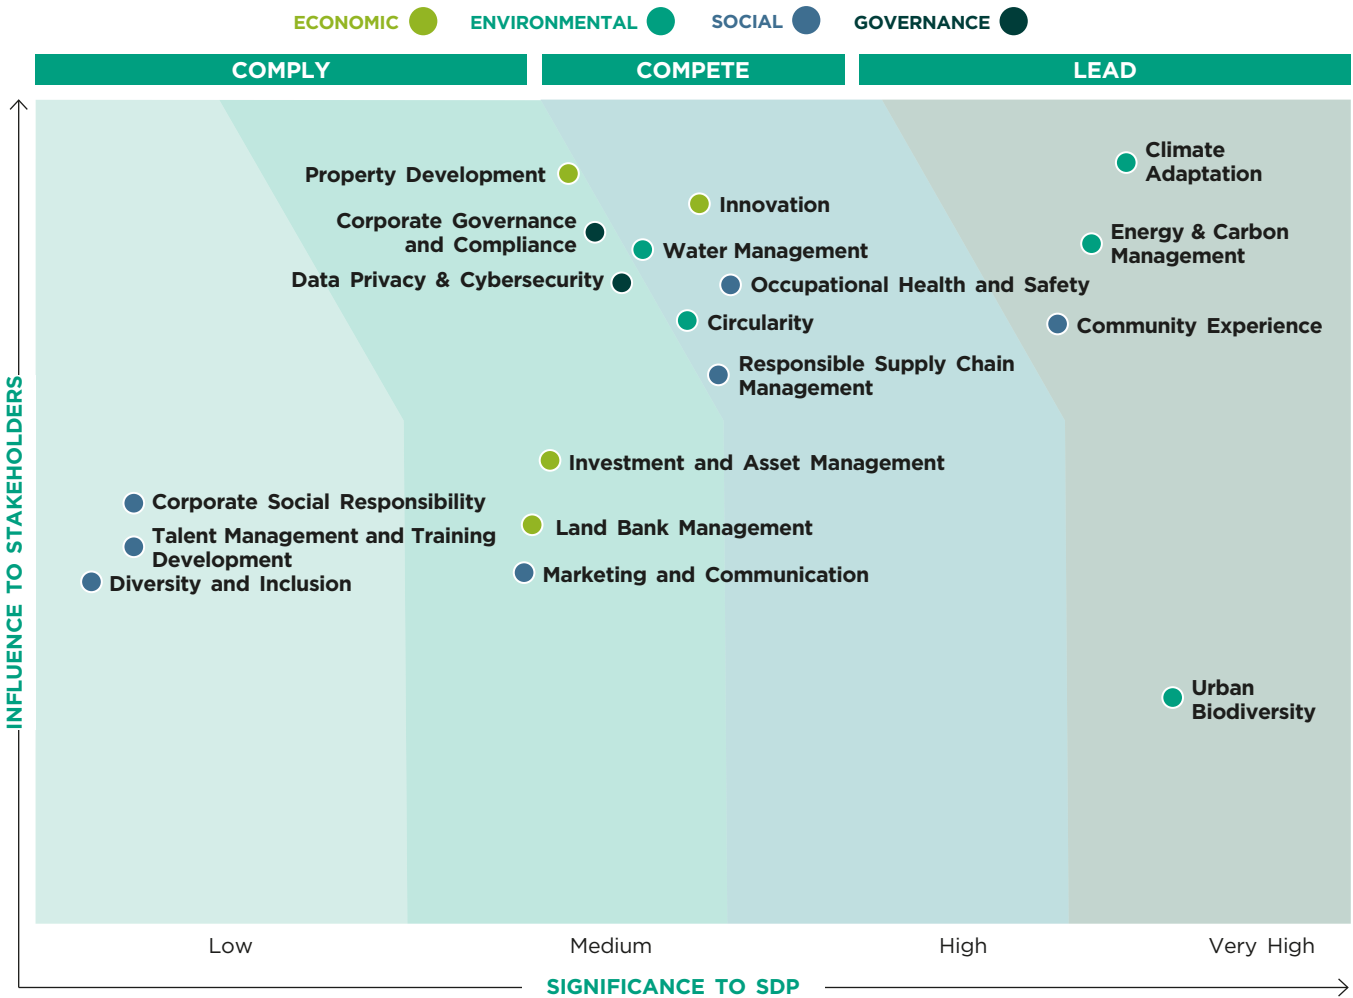 ECONOMIC
ENVIRONMENTAL
SOCIAL
GOVERNANCE
COMPLY
COMPETE
LEAD
INFLUENCE TO STAKEHOLDERS
Property Development
Climate
Adaptation
Innovation
Corporate Governance
and Compliance
Energy & Carbon
Management
Water Management
Data Privacy & Cybersecurity
Occupational Health and Safety
Circularity
Community Experience
Responsible Supply Chain
Management
Investment and Asset Management
Corporate Social Responsibility
Land Bank Management
Talent Management and Training
Development
Marketing and Communication
Diversity and Inclusion
Urban
Biodiversity
Low
Medium
High
Very High
SIGNIFICANCE TO SDP